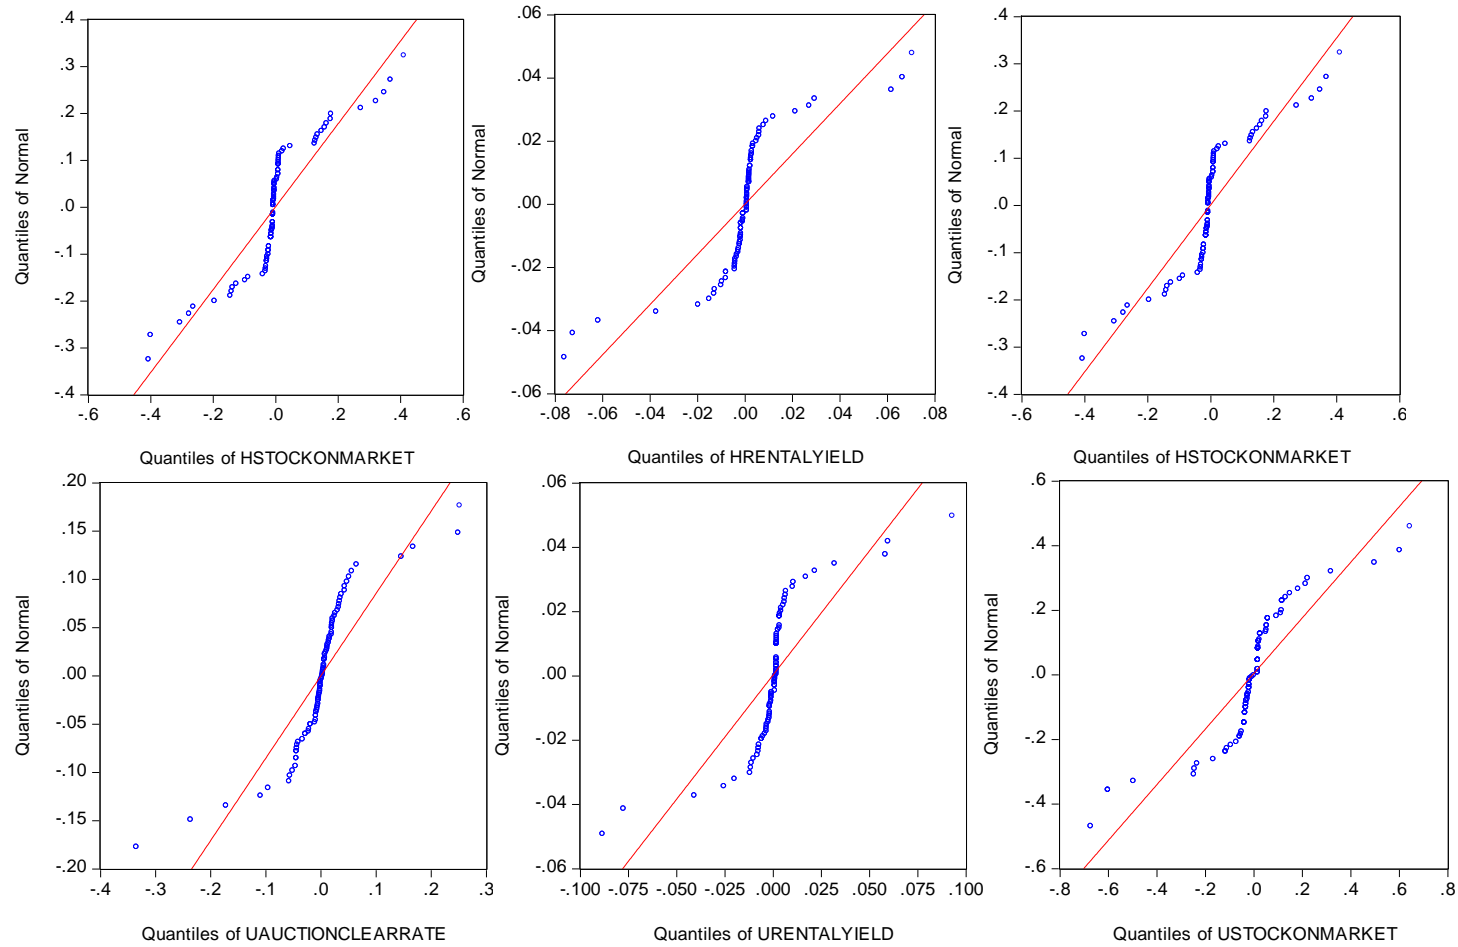 .4
.3
.2
.1
.0
-.1
-.2
-.3
-.4
-.6 -.4 -.2 .0 .2 .4 .6
Quantiles of Normal
Quantiles of HSTOCKONMARKET
.06
.04
.02
.00
-.02
-.04
-.06
-.08 -.06 -.04 -.02 .00 .02 .04 .06 .08
Quantiles of Normal
Quantiles of HRENTALYIELD
.4
.3
.2
.1
.0
-.1
-.2
-.3
-.4
-.6 -.4 -.2 .0 .2 .4 .6
Quantiles of Normal
Quantiles of HSTOCKONMARKET
.20
.15
.10
.05
.00
-.05
-.10
-.15
-.20
-.4 -.3 -.2 -.1 .0 .1 .2 .3
Quantiles of Normal
Quantiles of UAUCTIONCLEARRATE
.06
.04
.02
.00
-.02
-.04
-.06
-.100 -.075 -.050 -.025 .000 .025 .050 .075 .100
Quantiles of Normal
Quantiles of URENTALYIELD
.6
.4
.2
.0
-.2
-.4
-.6
-.8 -.6 -.4 -.2 .0 .2 .4 .6 .8
Quantiles of Normal
Quantiles of USTOCKONMARKET